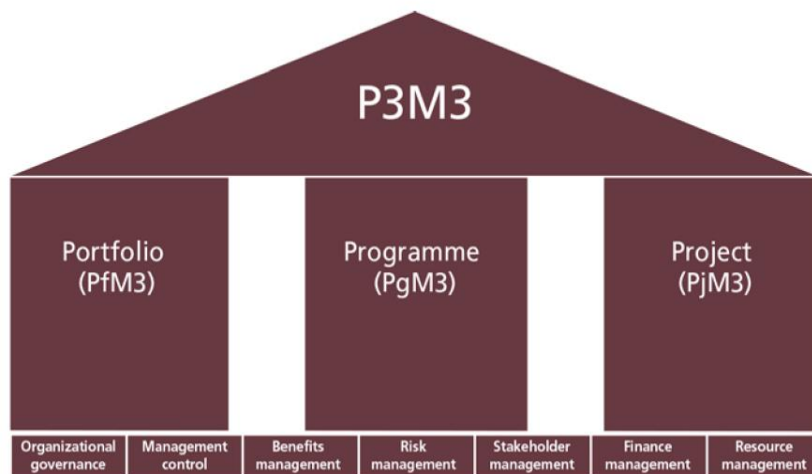 P3M3
Portfolio
(PfM3)
Programme
(PgM3)
Project
(PjM3)
Organizational
governance
Management
control
Benefits
management
Risk
management
Stakeholder
management
Finance
management
Resource
management